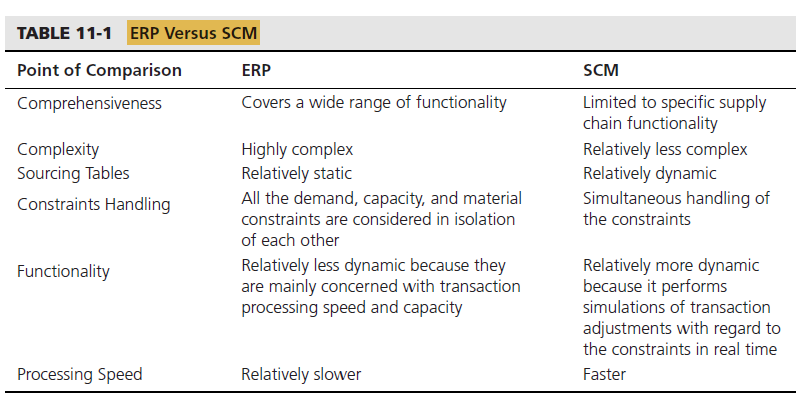 TABLE 11-1 ERP Versus SCM
Point of Comparison ERP SCM
Comprehensiveness Covers a wide range of functionality Limited to specific supply
chain functionality
Complexity Highly complex Relatively less complex
Sourcing Tables Relatively static Relatively dynamic
Constraints Handling All the demand, capacity, and material Simultaneous handling of
constraints are considered in isolation the constraints
of each other
Functionality Relatively less dynamic because they Relatively more dynamic
are mainly concerned with transaction because it performs
processing speed and capacity simulations of transaction
adjustments with regard to
the constraints in real time
Processing Speed Relatively slower Faster